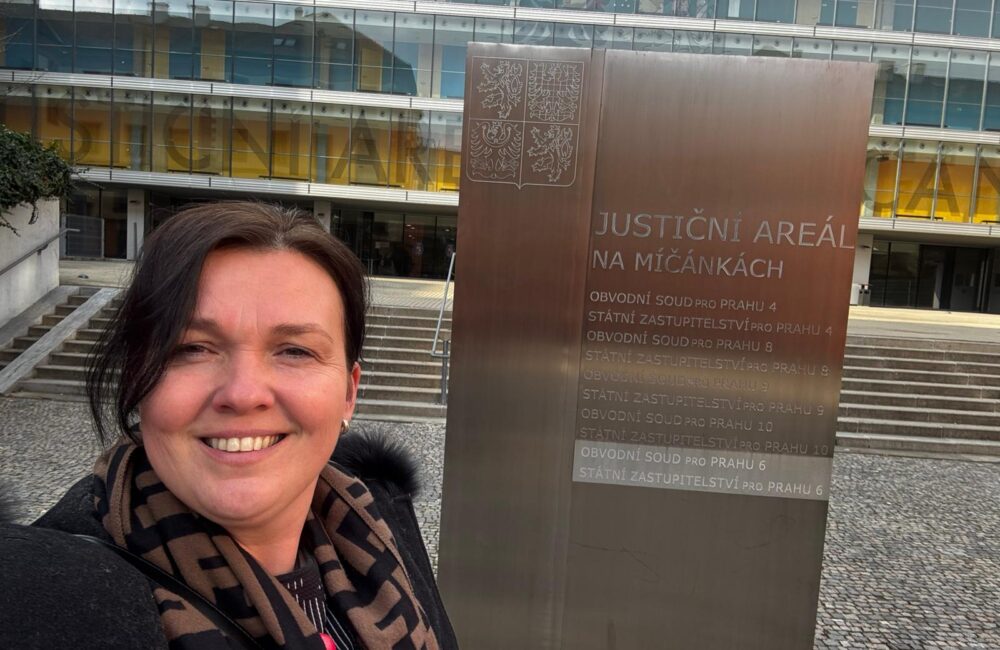 JUSTIČNÍ AREÁL
NA MÍČÁNKÁCH
OBVODNÍ SOUD PRO PRAHU 4
STÁTNÍ ZASTUPITELSTVÍ PRO PRAHU 4
OBVODNÍ SOUD PRO PRAHU 8
STÁTNÍ ZASTUPITELSTVÍ PRO PRAHU 8
OBVODNÍ SOUD PRO PRAHU 9
STÁTNÍ ZASTUPITELSTVÍ PRO PRAHU 9
OBVODNÍ SOUD PRO PRAHU 10
STÁTNÍ ZASTUPITELSTVÍ PRO PRAHU 10
OBVODNÍ SOUD PRO PRAHU 6
STÁTNÍ ZASTUPITELSTVÍ PRO PRAHU 6